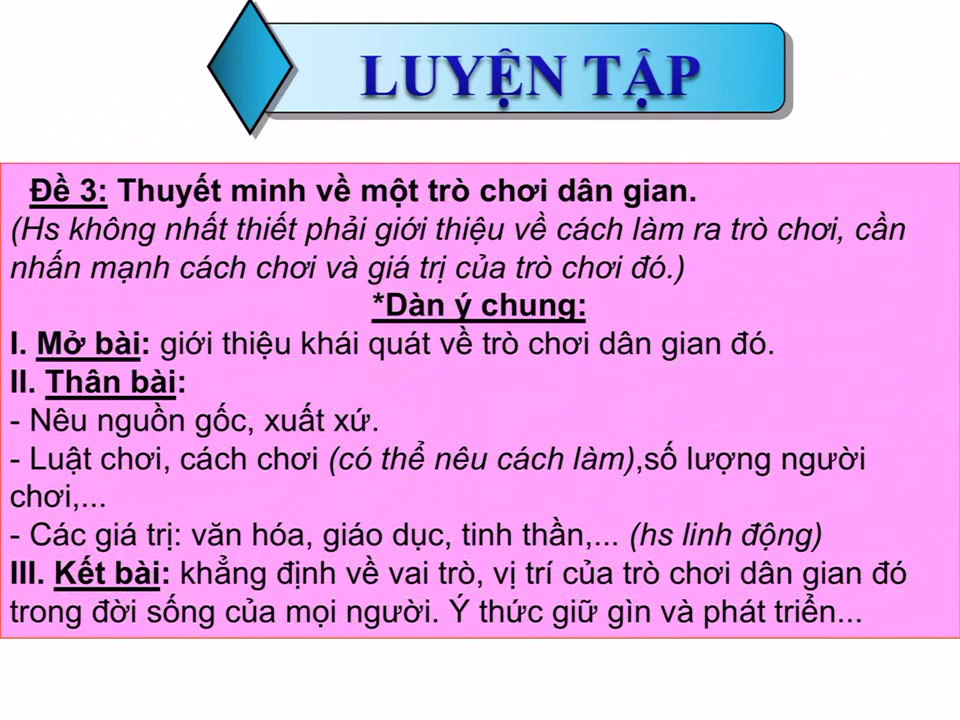 LUYỆN TẬP
Đề 3: Thuyết minh về một trò chơi dân gian.
(Hs không nhất thiết phải giới thiệu về cách làm ra trò chơi, cần
nhấn mạnh cách chơi và giá trị của trò chơi đó.)
*Dàn ý chung:
I. Mở bài: giới thiệu khái quát về trò chơi dân gian đó.
II. Thân bài:
- Nêu nguồn gốc, xuất xứ.
- Luật chơi, cách chơi (có thể nêu cách làm),số lượng người
chơi,...
- Các giá trị: văn hóa, giáo dục, tinh thần,... (hs linh động)
III. Kết bài: khẳng định về vai trò, vị trí của trò chơi dân gian đó
trong đời sống của mọi người. Ý thức giữ gìn và phát triển...